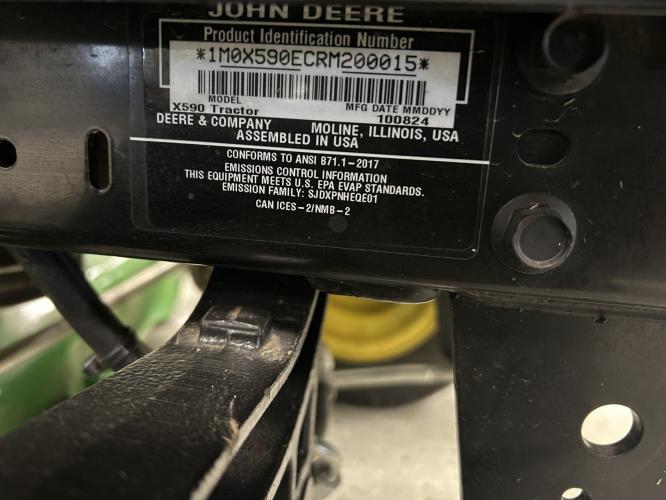 JOHN DEERE
Product Identification Number
*1M0X590ECRM200015*
MODEL MFG DATE MMDDYY
X590 Tractor 100824
DEERE & COMPANY MOLINE, ILLINOIS, USA
ASSEMBLED IN USA
CONFORMS TO ANSI B71.1-2017
EMISSIONS CONTROL INFORMATION
THIS EQUIPMENT MEETS U.S. EPA EVAP STANDARDS.
EMISSION FAMILY: SJDXPNHEQE01
CAN ICES-2/NMB-2